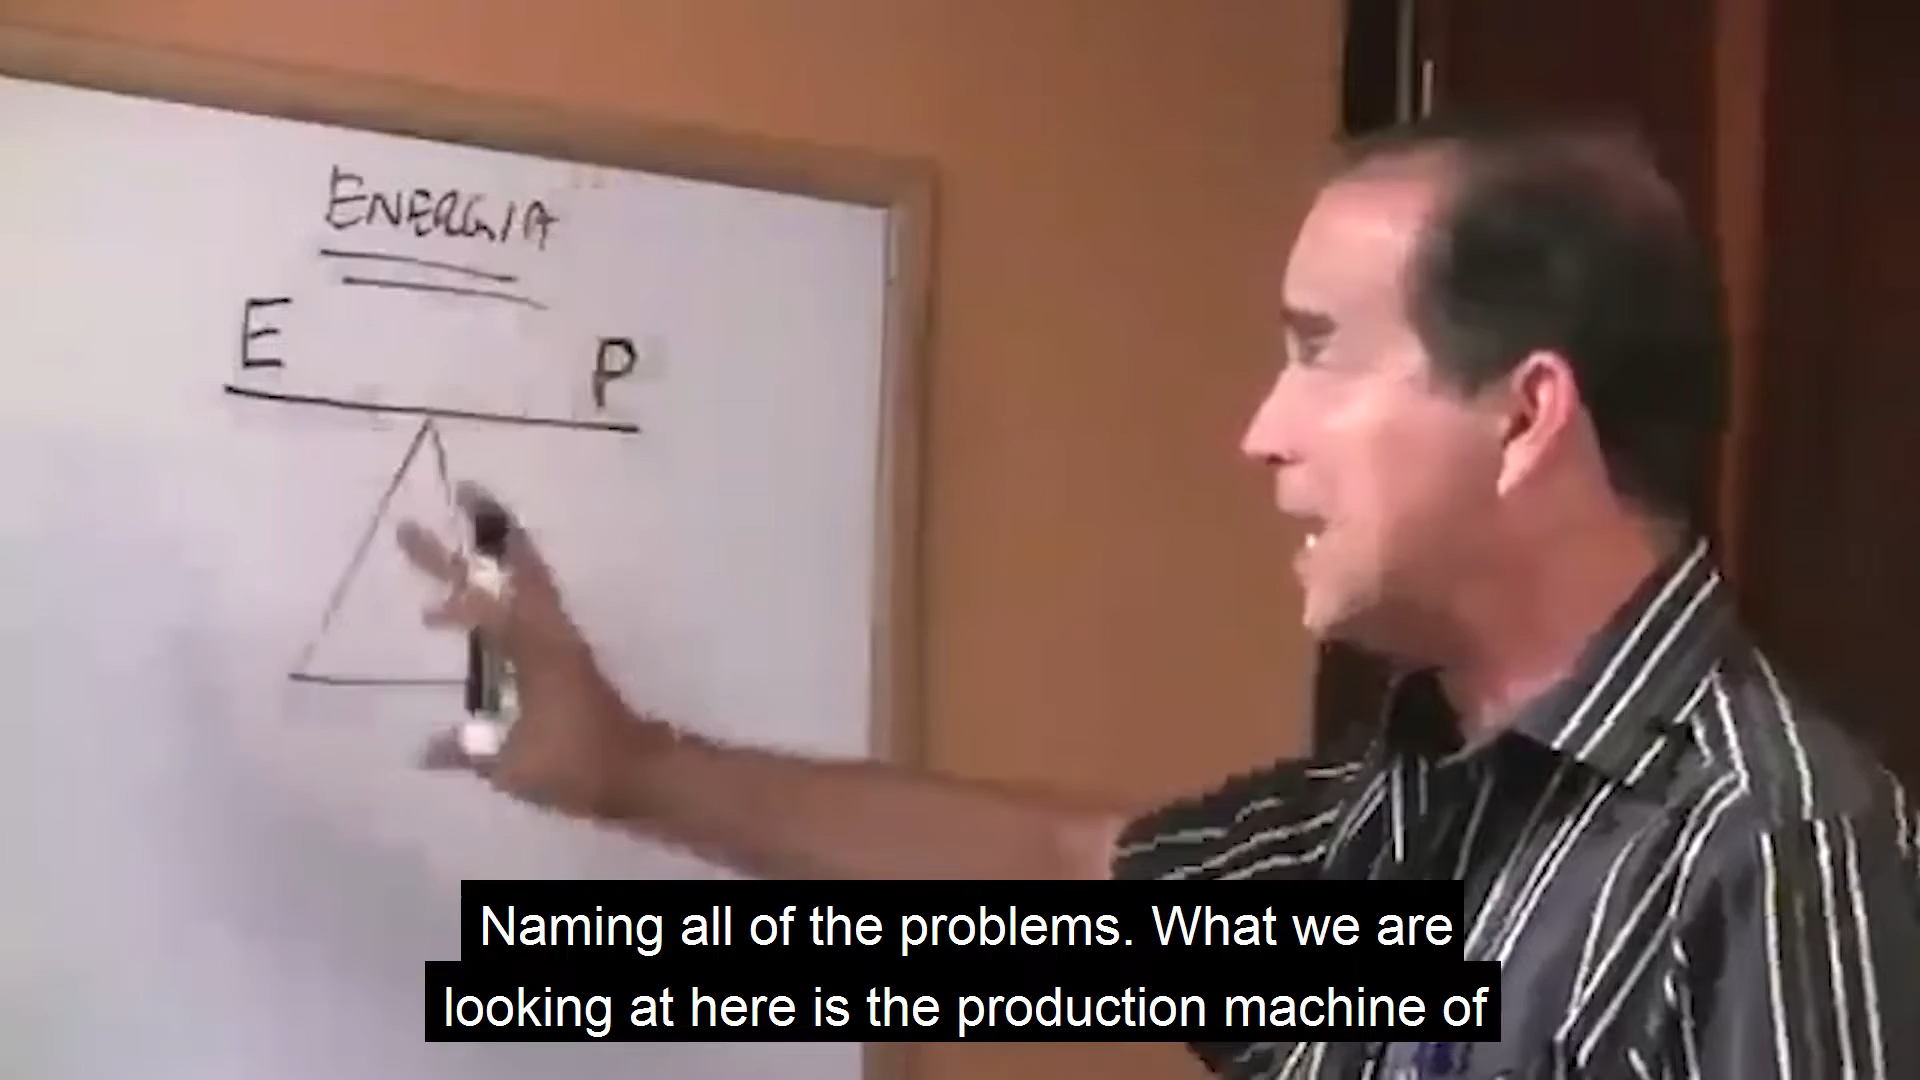 ENERGIA
E P
Naming all of the problems. What we are
looking at here is the production machine of